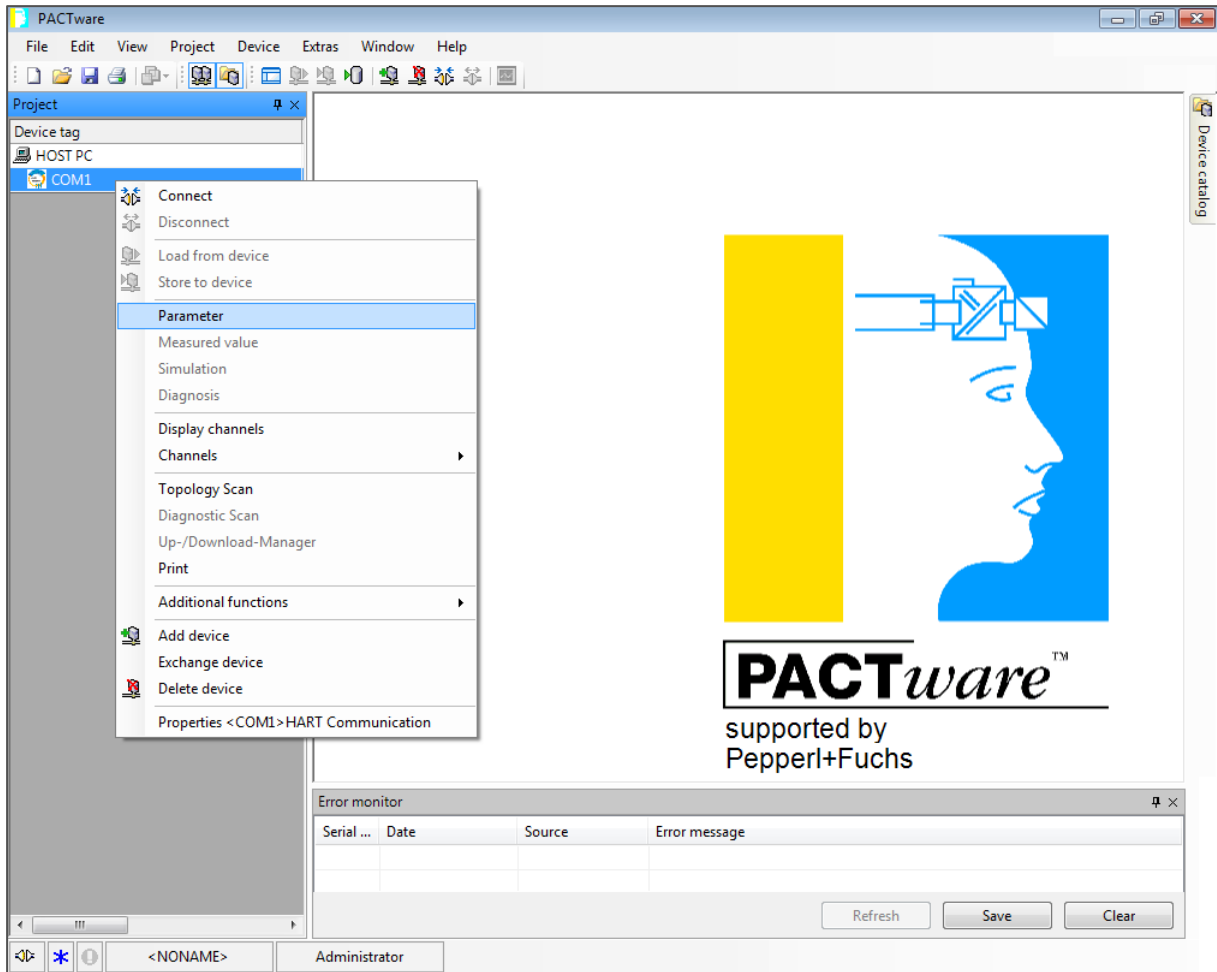 PACTware
File Edit View Project Device Extras Window Help
Project
Device tag
HOST PC
COM1
Connect
Disconnect
Load from device
Store to device
Parameter
Measured value
Simulation
Diagnosis
Display channels
Channels
Topology Scan
Diagnostic Scan
Up-/Download-Manager
Print
Additional functions
Add device
Exchange device
Delete device
Properties <COM1>HART Communication
Device catalog
PACTware™
supported by
Pepperl+Fuchs
Error monitor
Serial ... Date Source Error message
Refresh Save Clear
<NONAME> Administrator